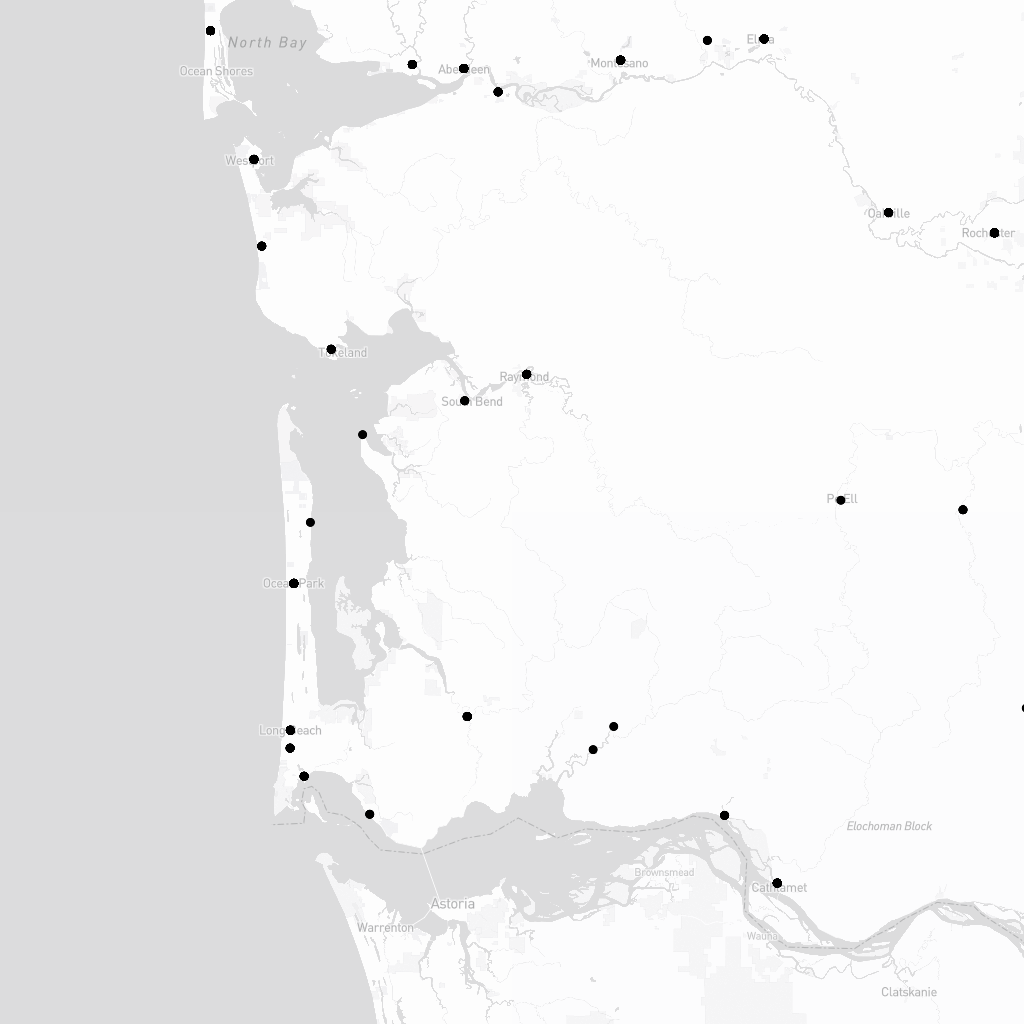 North Bay
Ocean Shores
Aberdeen
Montesano
Elma
Westport
Oakville
Rochester
Tokeland
Raymond
South Bend
Pe Ell
Ocean Park
Long Beach
Elochoman Block
Brownsmead
Cathlamet
Astoria
Warrenton
Wauna
Clatskanie